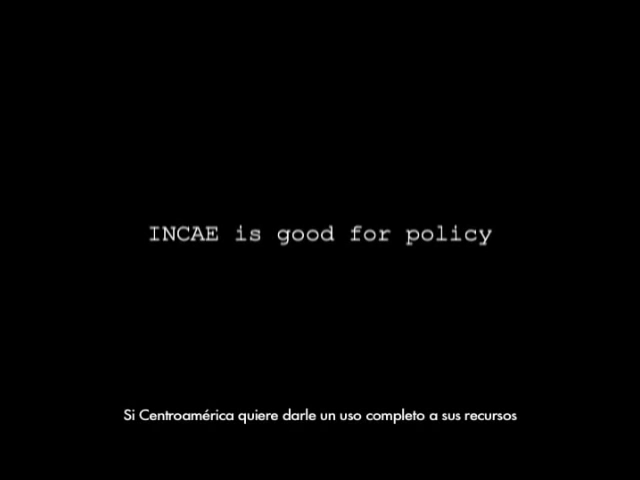 INCAE is good for policy
Si Centroamérica quiere darle un uso completo a sus recursos